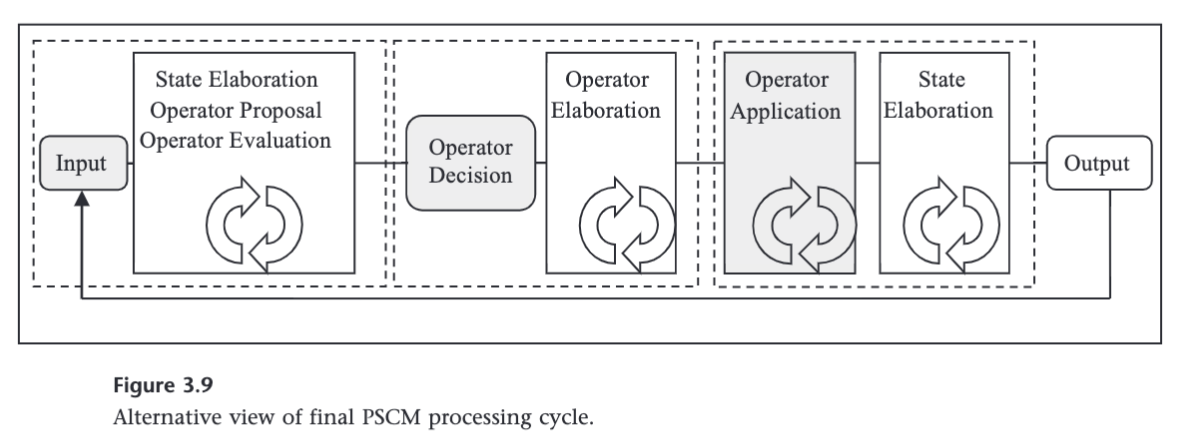 Input
State Elaboration
Operator Proposal
Operator Evaluation
Operator
Decision
Operator
Elaboration
Operator
Application
State
Elaboration
Output
Figure 3.9
Alternative view of final PSCM processing cycle.